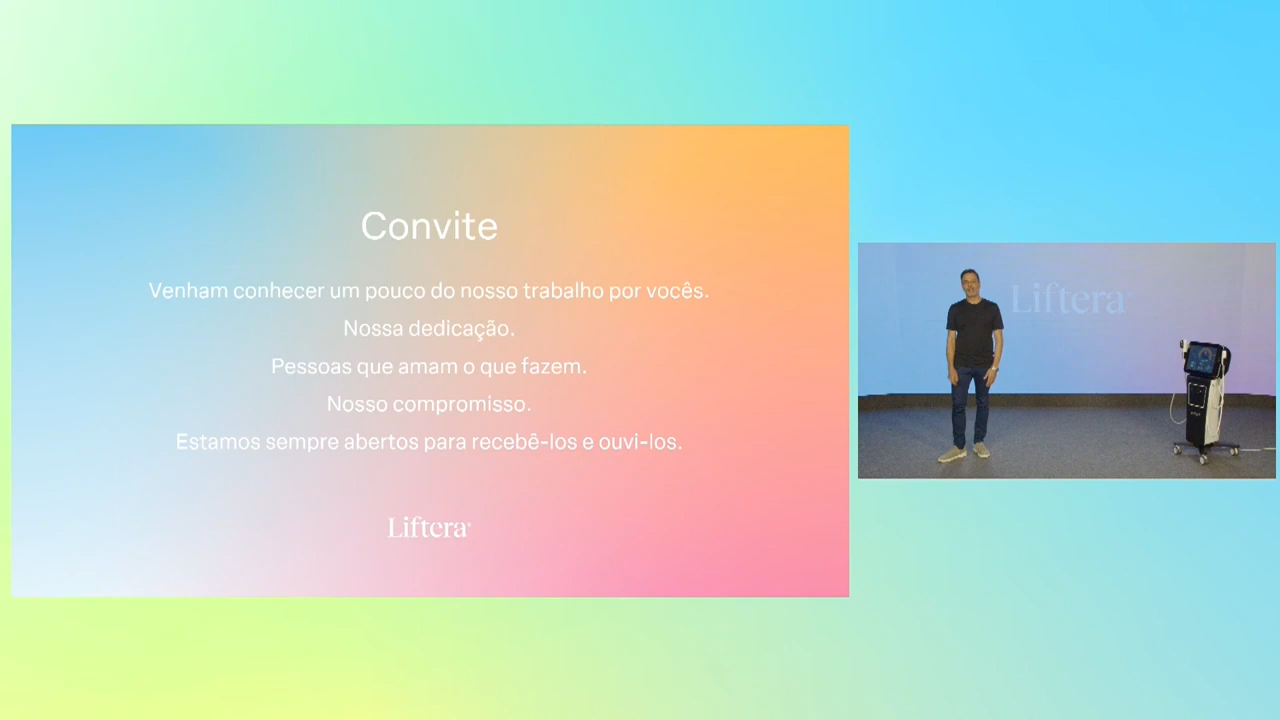 Convite
Venham conhecer um pouco do nosso trabalho por vocês.
Nossa dedicação.
Pessoas que amam o que fazem.
Nosso compromisso.
Estamos sempre abertos para recebê-los e ouvi-los.
Liftera
Liftera